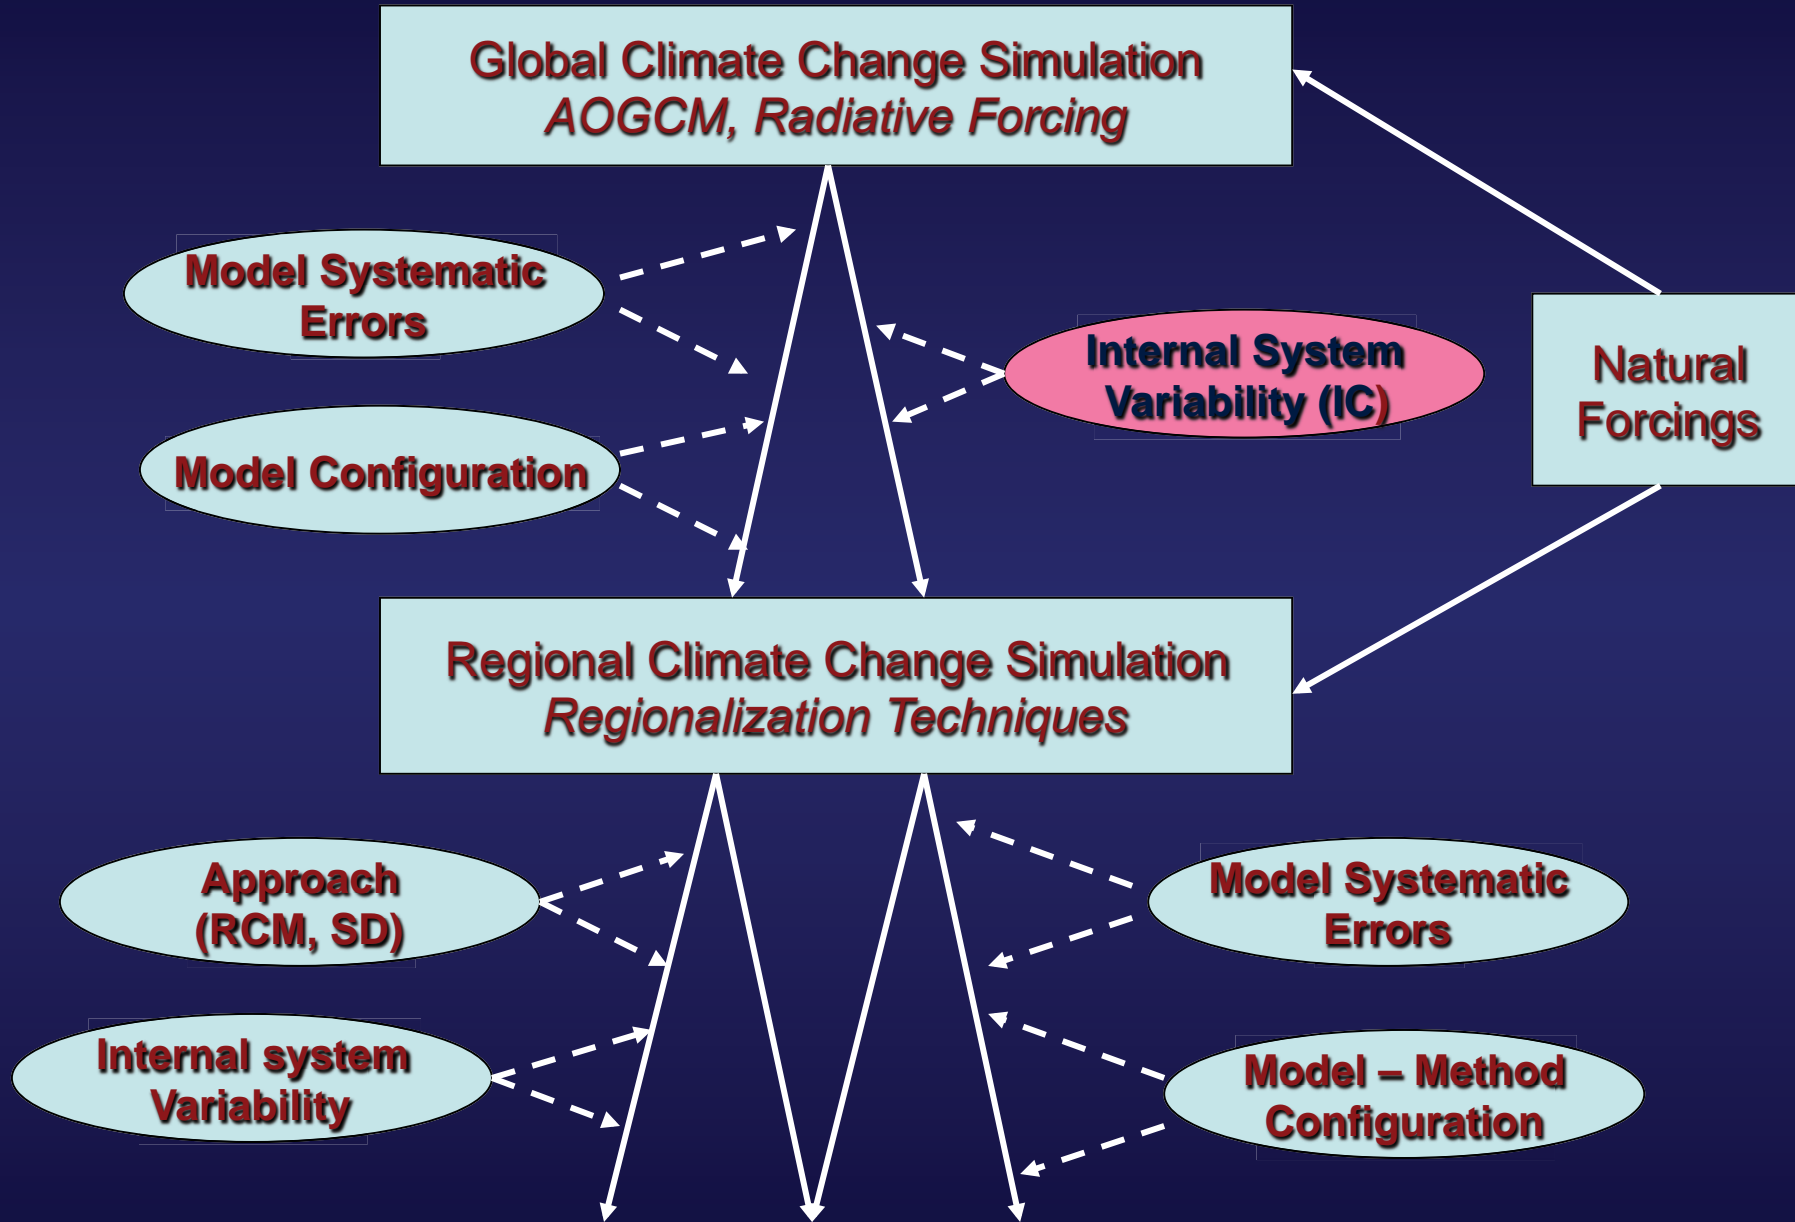 Global Climate Change Simulation
AOGCM, Radiative Forcing
Model Systematic
Errors
Internal System
Variability (IC)
Natural
Forcings
Model Configuration
Regional Climate Change Simulation
Regionalization Techniques
Approach
(RCM, SD)
Model Systematic
Errors
Internal system
Variability
Model – Method
Configuration